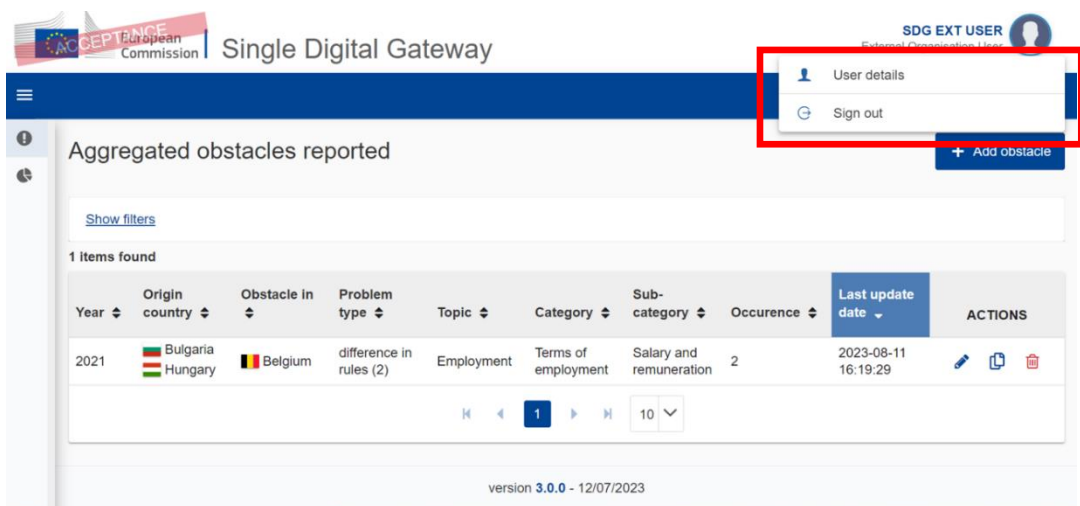 ACCEPTANCE
European
Commission
Single Digital Gateway
SDG EXT USER
External Organisation User
User details
Sign out
Aggregated obstacles reported
+ Add obstacle
Show filters
1 items found
Year Origin country Obstacle in Problem type Topic Category Sub-category Occurence Last update date ACTIONS
2021 Bulgaria Hungary Belgium difference in rules (2) Employment Terms of employment Salary and remuneration 2 2023-08-11 16:19:29
1 10
version 3.0.0 - 12/07/2023